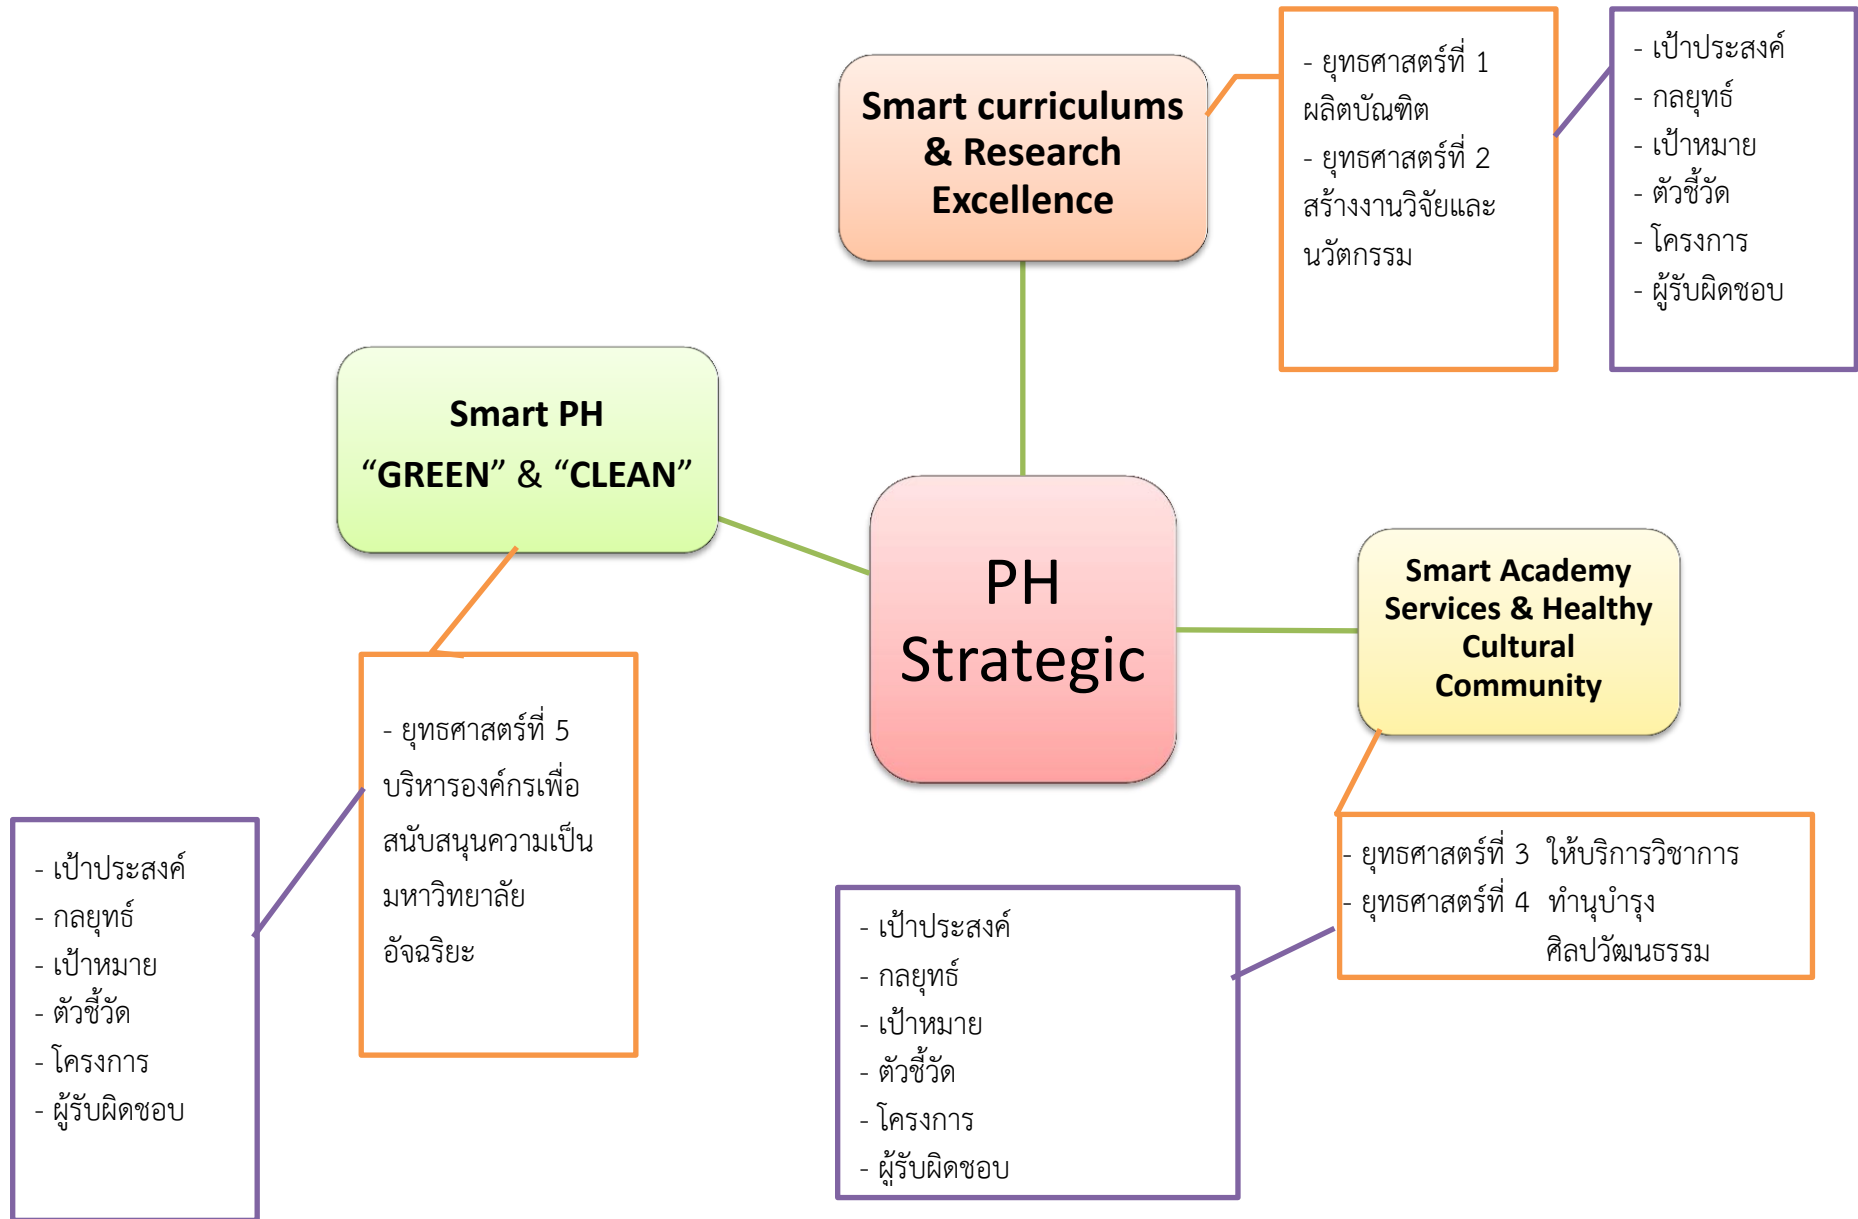 Smart curriculums
& Research
Excellence
- ยุทธศาสตร์ที่ 1
ผลิตบัณฑิต
- ยุทธศาสตร์ที่ 2
สร้างงานวิจัยและ
นวัตกรรม
- เป้าประสงค์
- กลยุทธ์
- เป้าหมาย
- ตัวชี้วัด
- โครงการ
- ผู้รับผิดชอบ
Smart PH
“GREEN” & “CLEAN”
PH
Strategic
Smart Academy
Services & Healthy
Cultural
Community
- ยุทธศาสตร์ที่ 5
บริหารองค์กรเพื่อ
สนับสนุนความเป็น
มหาวิทยาลัย
อัจฉริยะ
- เป้าประสงค์
- กลยุทธ์
- เป้าหมาย
- ตัวชี้วัด
- โครงการ
- ผู้รับผิดชอบ
- ยุทธศาสตร์ที่ 3 ให้บริการวิชาการ
- ยุทธศาสตร์ที่ 4 ทำนุบำรุง
ศิลปวัฒนธรรม
- เป้าประสงค์
- กลยุทธ์
- เป้าหมาย
- ตัวชี้วัด
- โครงการ
- ผู้รับผิดชอบ